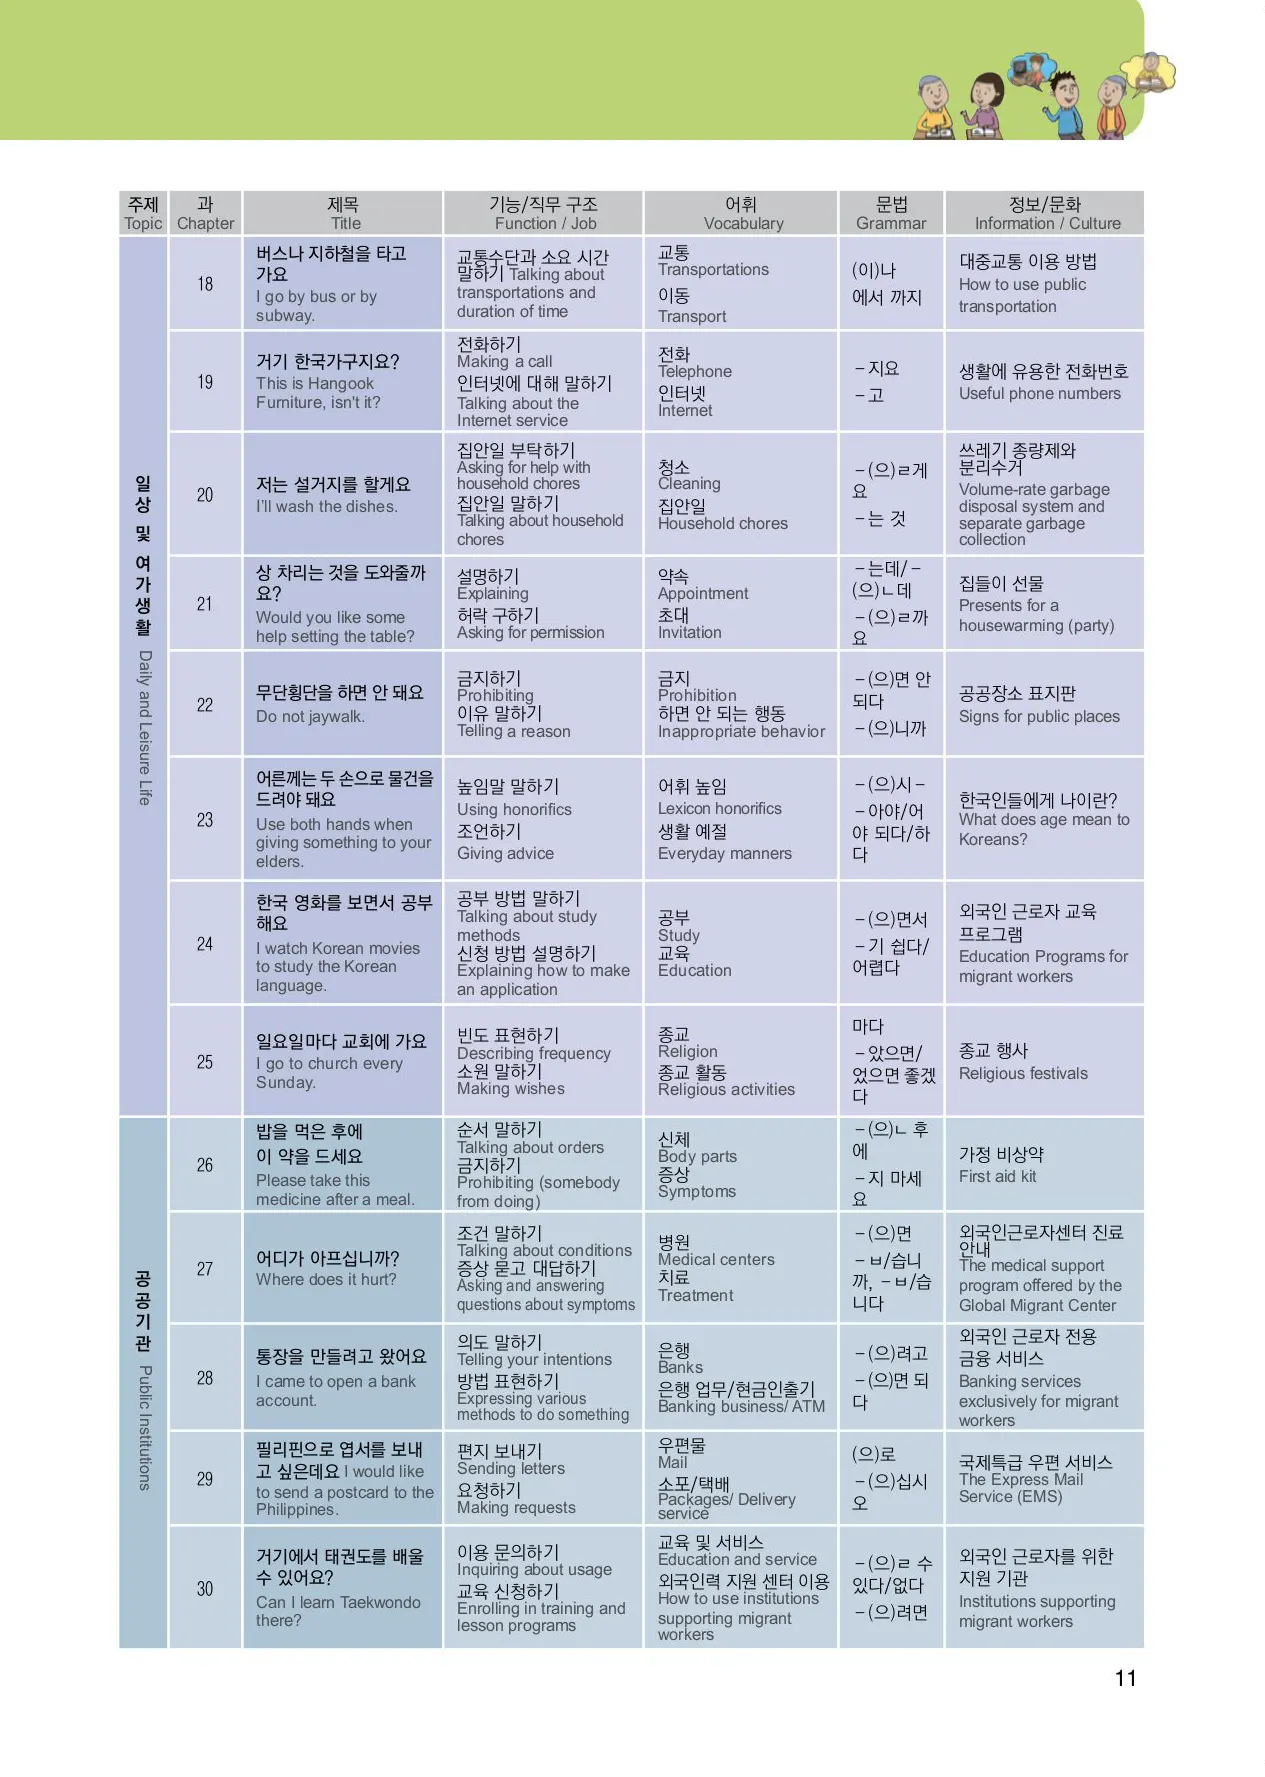 주제
Topic
과
Chapter
제목
Title
기능/직무 구조
Function / Job
어휘
Vocabulary
문법
Grammar
정보/문화
Information / Culture
일상 및 여가생활 Daily and Leisure Life
18
버스나 지하철을 타고
가요
I go by bus or by
subway.
교통수단과 소요 시간
말하기 Talking about
transportations and
duration of time
교통
Transportations
이동
Transport
(이)나
에서 까지
대중교통 이용 방법
How to use public
transportation
19
거기 한국가구지요?
This is Hangook
Furniture, isn't it?
전화하기
Making a call
인터넷에 대해 말하기
Talking about the
Internet service
전화
Telephone
인터넷
Internet
－지요
－고
생활에 유용한 전화번호
Useful phone numbers
20
저는 설거지를 할게요
I'll wash the dishes.
집안일 부탁하기
Asking for help with
household chores
집안일 말하기
Talking about household
chores
청소
Cleaning
집안일
Household chores
－(으)ㄹ게
요
－는 것
쓰레기 종량제와
분리수거
Volume-rate garbage
disposal system and
separate garbage
collection
21
상 차리는 것을 도와줄까
요?
Would you like some
help setting the table?
설명하기
Explaining
허락 구하기
Asking for permission
약속
Appointment
초대
Invitation
－는데/－
(으)ㄴ데
－(으)ㄹ까
요
집들이 선물
Presents for a
housewarming (party)
22
무단횡단을 하면 안 돼요
Do not jaywalk.
금지하기
Prohibiting
이유 말하기
Telling a reason
금지
Prohibition
하면 안 되는 행동
Inappropriate behavior
－(으)면 안
되다
－(으)니까
공공장소 표지판
Signs for public places
23
어른께는 두 손으로 물건을
드려야 돼요
Use both hands when
giving something to your
elders.
높임말 말하기
Using honorifics
조언하기
Giving advice
어휘 높임
Lexicon honorifics
생활 예절
Everyday manners
－(으)시－
－아야/어
야 되다/하
다
한국인들에게 나이란?
What does age mean to
Koreans?
24
한국 영화를 보면서 공부
해요
I watch Korean movies
to study the Korean
language.
공부 방법 말하기
Talking about study
methods
신청 방법 설명하기
Explaining how to make
an application
공부
Study
교육
Education
－(으)면서
－기 쉽다/
어렵다
외국인 근로자 교육
프로그램
Education Programs for
migrant workers
25
일요일마다 교회에 가요
I go to church every
Sunday.
빈도 표현하기
Describing frequency
소원 말하기
Making wishes
종교
Religion
종교 활동
Religious activities
마다
－았으면/
었으면 좋겠
다
종교 행사
Religious festivals
공공기관 Public Institutions
26
밥을 먹은 후에
이 약을 드세요
Please take this
medicine after a meal.
순서 말하기
Talking about orders
금지하기
Prohibiting (somebody
from doing)
신체
Body parts
증상
Symptoms
－(으)ㄴ 후
에
－지 마세
요
가정 비상약
First aid kit
27
어디가 아프십니까?
Where does it hurt?
조건 말하기
Talking about conditions
증상 묻고 대답하기
Asking and answering
questions about symptoms
병원
Medical centers
치료
Treatment
－(으)면
－ㅂ/습니
까, －ㅂ/습
니다
외국인근로자센터 진료
안내
The medical support
program offered by the
Global Migrant Center
28
통장을 만들려고 왔어요
I came to open a bank
account.
의도 말하기
Telling your intentions
방법 표현하기
Expressing various
methods to do something
은행
Banks
은행 업무/현금인출기
Banking business/ ATM
－(으)려고
－(으)면 되
다
외국인 근로자 전용
금융 서비스
Banking services
exclusively for migrant
workers
29
필리핀으로 엽서를 보내
고 싶은데요 I would like
to send a postcard to the
Philippines.
편지 보내기
Sending letters
요청하기
Making requests
우편물
Mail
소포/택배
Packages/ Delivery
service
(으)로
－(으)십시
오
국제특급 우편 서비스
The Express Mail
Service (EMS)
30
거기에서 태권도를 배울
수 있어요?
Can I learn Taekwondo
there?
이용 문의하기
Inquiring about usage
교육 신청하기
Enrolling in training and
lesson programs
교육 및 서비스
Education and service
외국인력 지원 센터 이용
How to use institutions
supporting migrant
workers
－(으)ㄹ 수
있다/없다
－(으)려면
외국인 근로자를 위한
지원 기관
Institutions supporting
migrant workers
11